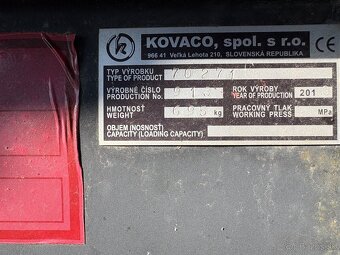 KOVACO, spol. s r.o. CE
966 41 Veľká Lehota 210, SLOVENSKÁ REPUBLIKA
TYP VÝROBKU
TYPE OF PRODUCT
VÝROBNÉ ČÍSLO
PRODUCTION No.
ROK VÝROBY
YEAR OF PRODUCTION
HMOTNOSŤ
WEIGHT
kg
PRACOVNÝ TLAK
WORKING PRESS.
MPa
OBJEM (NOSNOSŤ)
CAPACITY (LOADING CAPACITY)